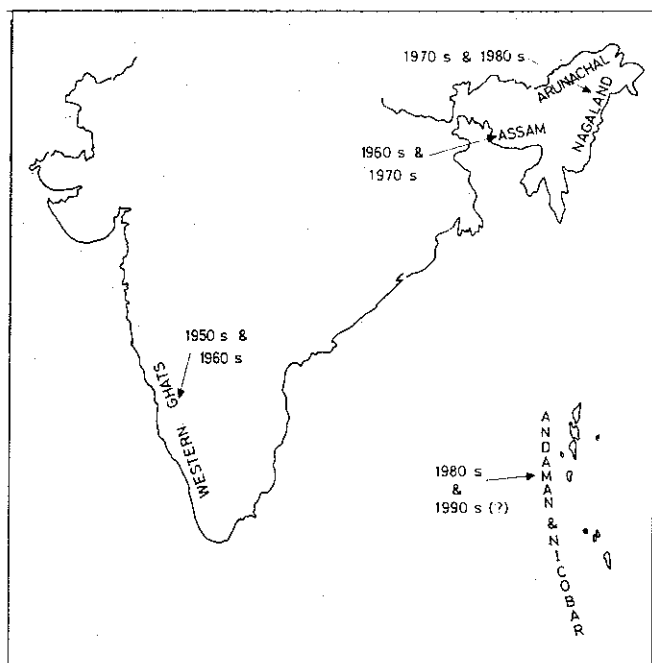 1970 s & 1980 s
ARUNACHAL
NAGALAND
ASSAM
1960 s &
1970 s
1950 s &
1960 s
WESTERN GHATS
1980 s
&
1990 s (?)
ANDAMAN & NICOBAR